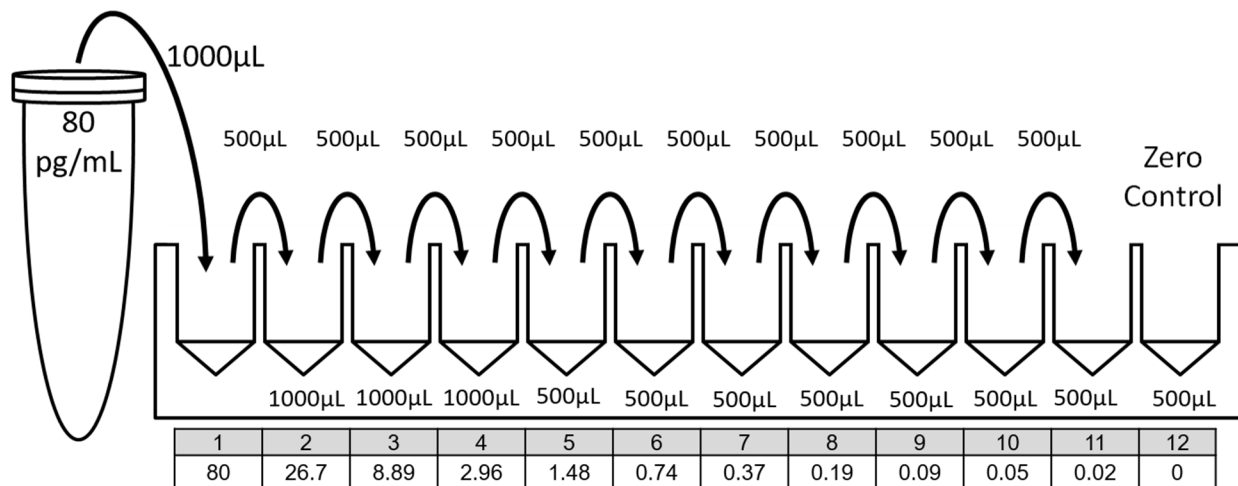 1000µL
80
pg/mL
500µL 500µL 500µL 500µL 500µL 500µL 500µL 500µL 500µL 500µL
Zero
Control
1000µL 1000µL 1000µL 500µL 500µL 500µL 500µL 500µL 500µL 500µL 500µL
1 2 3 4 5 6 7 8 9 10 11 12
80 26.7 8.89 2.96 1.48 0.74 0.37 0.19 0.09 0.05 0.02 0